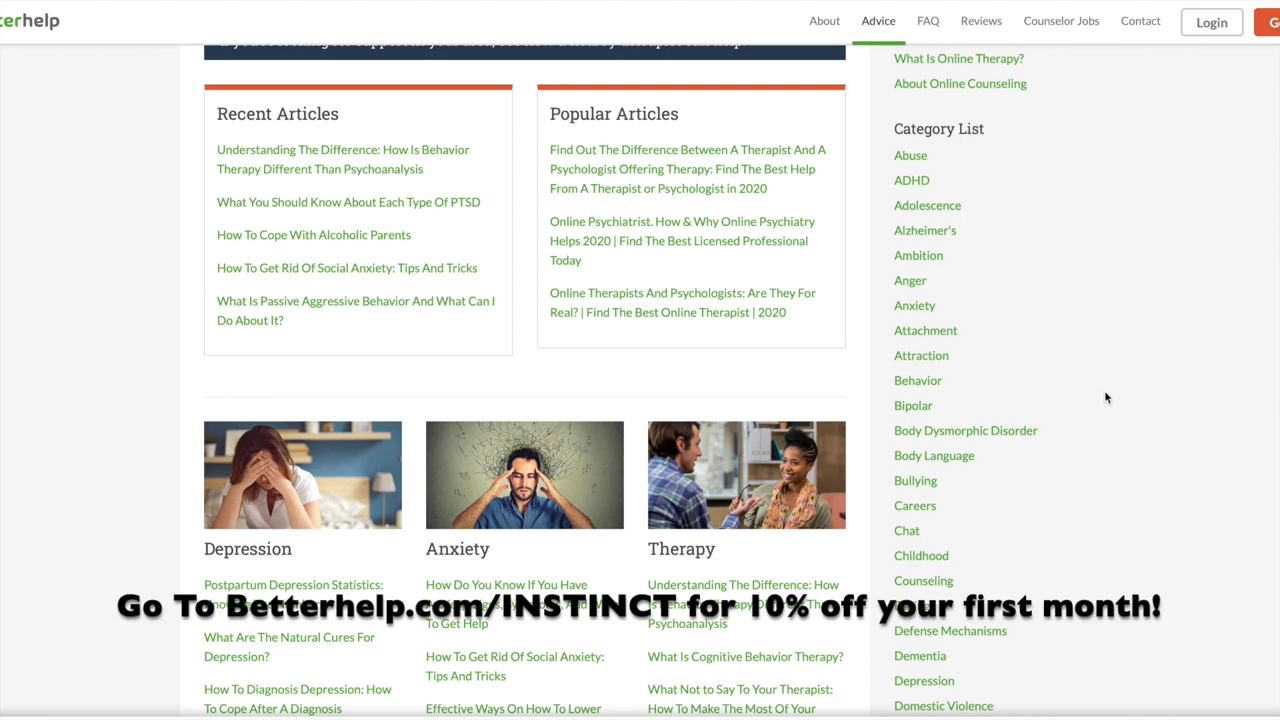 terhelp
About
Advice
FAQ
Reviews
Counselor Jobs
Contact
Login
Recent Articles
Understanding The Difference: How Is Behavior
Therapy Different Than Psychoanalysis
What You Should Know About Each Type Of PTSD
How To Cope With Alcoholic Parents
How To Get Rid Of Social Anxiety: Tips And Tricks
What Is Passive Aggressive Behavior And What Can I
Do About It?
Popular Articles
Find Out The Difference Between A Therapist And A
Psychologist Offering Therapy: Find The Best Help
From A Therapist or Psychologist in 2020
Online Psychiatrist. How & Why Online Psychiatry
Helps 2020 | Find The Best Licensed Professional
Today
Online Therapists And Psychologists: Are They For
Real? | Find The Best Online Therapist | 2020
What Is Online Therapy?
About Online Counseling
Category List
Abuse
ADHD
Adolescence
Alzheimer's
Ambition
Anger
Anxiety
Attachment
Attraction
Behavior
Bipolar
Body Dysmorphic Disorder
Body Language
Bullying
Careers
Chat
Childhood
Counseling
Defense Mechanisms
Dementia
Depression
Domestic Violence
Depression
Postpartum Depression Statistics:
What Are The Natural Cures For
Depression?
How To Diagnosis Depression: How
To Cope After A Diagnosis
Anxiety
How Do You Know If You Have
To Get Help
How To Get Rid Of Social Anxiety:
Tips And Tricks
Effective Ways On How To Lower
Therapy
Understanding The Difference: How
Psychoanalysis
What Is Cognitive Behavior Therapy?
What Not to Say To Your Therapist:
How To Make The Most Of Your
Go To Betterhelp.com/INSTINCT for 10% off your first month!